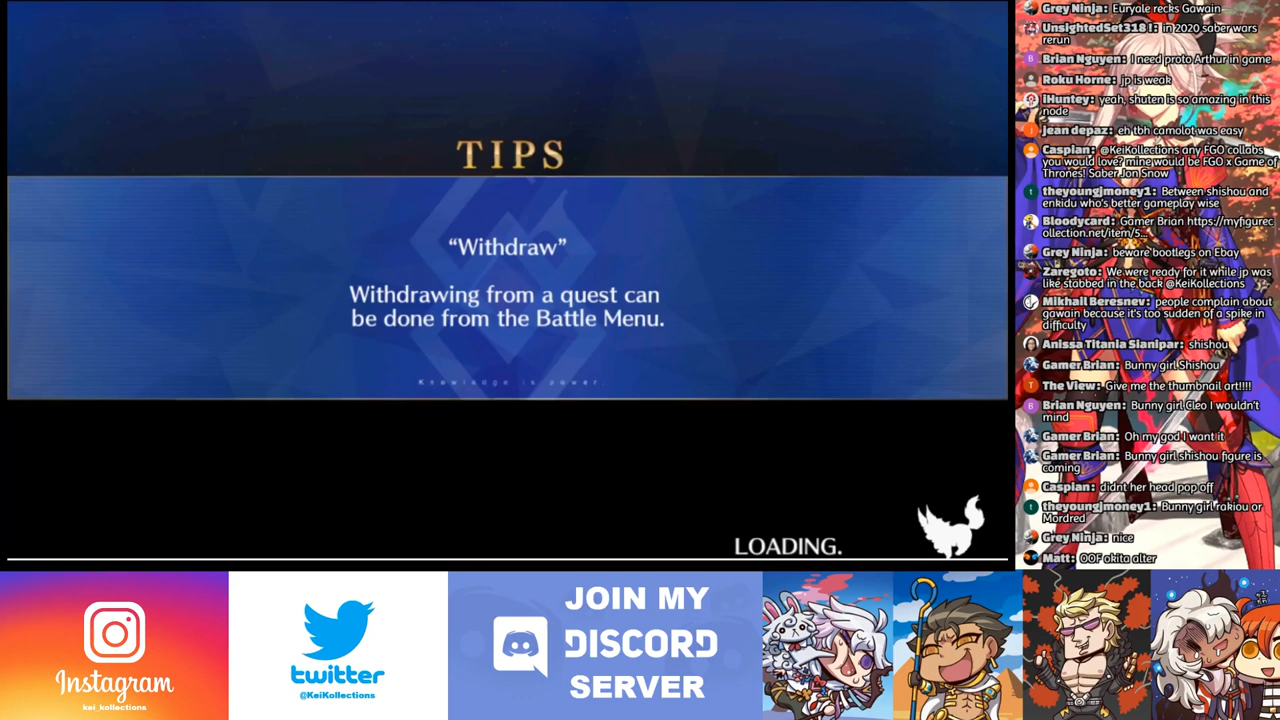 TIPS
“Withdraw”
Withdrawing from a quest can
be done from the Battle Menu.
Knowledge is power.
LOADING.
Grey Ninja: Euryale recks Gawain
UnsightedSet318 !: in 2020 saber wars
rerun
Brian Nguyen: I need proto Arthur in game
Roku Horne: jp is weak
iHuntey: yeah, shuten is so amazing in this
node
jean depaz: eh tbh camolot was easy
Caspian: @KeiKollections any FGO collabs
you would love? mine would be FGO x Game of
Thrones! Saber Jon Snow
theyoungjmoney1: Between shishou and
enkidu who's better gameplay wise
Bloodycard: Gamer Brian https://myfigurec
ollection.net/item/5...
Grey Ninja: beware bootlegs on Ebay
Zaregoto: We were ready for it while jp was
like stabbed in the back @KeiKollections
Mikhail Beresnev: people complain about
gawain because it's too sudden of a spike in
difficulty
Anissa Titania Sianipar: shishou
Gamer Brian: Bunny girl Shishou
The View: Give me the thumbnail art!!!!
Brian Nguyen: Bunny girl Cleo I wouldn't
mind
Gamer Brian: Oh my god I want it
Gamer Brian: Bunny girl shishou figure is
coming
Caspian: didnt her head pop off
theyoungjmoney1: Bunny girl rakiou or
Mordred
Grey Ninja: nice
Matt: OOF okita alter
Instagram
kei_kollections
twitter
@KeiKollections
JOIN MY
DISCORD
SERVER